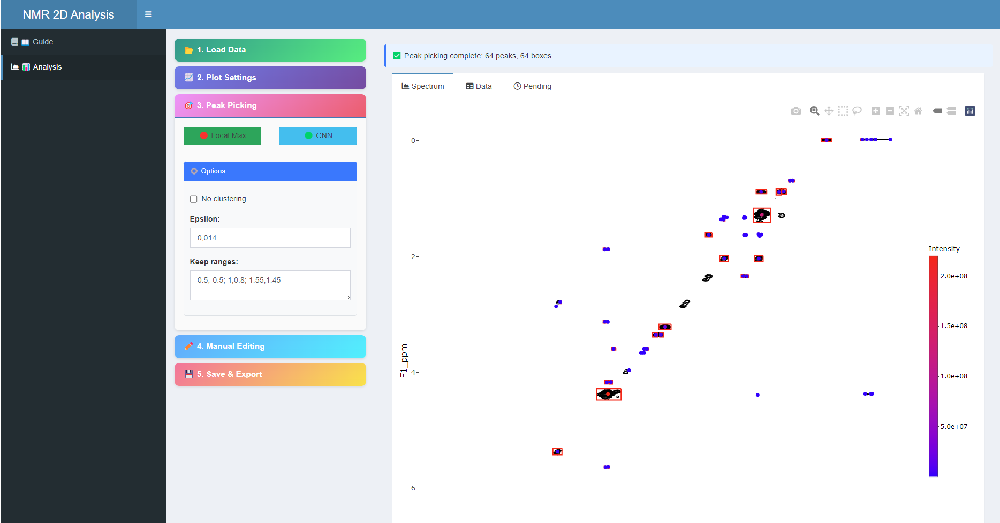 NMR 2D Analysis
Guide
Analysis
1. Load Data
2. Plot Settings
3. Peak Picking
Local Max
CNN
Options
No clustering
Epsilon:
0,014
Keep ranges:
0.5,-0.5; 1,0.8; 1.55,1.45
4. Manual Editing
5. Save & Export
Peak picking complete: 64 peaks, 64 boxes
Spectrum
Data
Pending
0
2
4
6
F1_ppm
Intensity
2.0e+08
1.5e+08
1.0e+08
5.0e+07